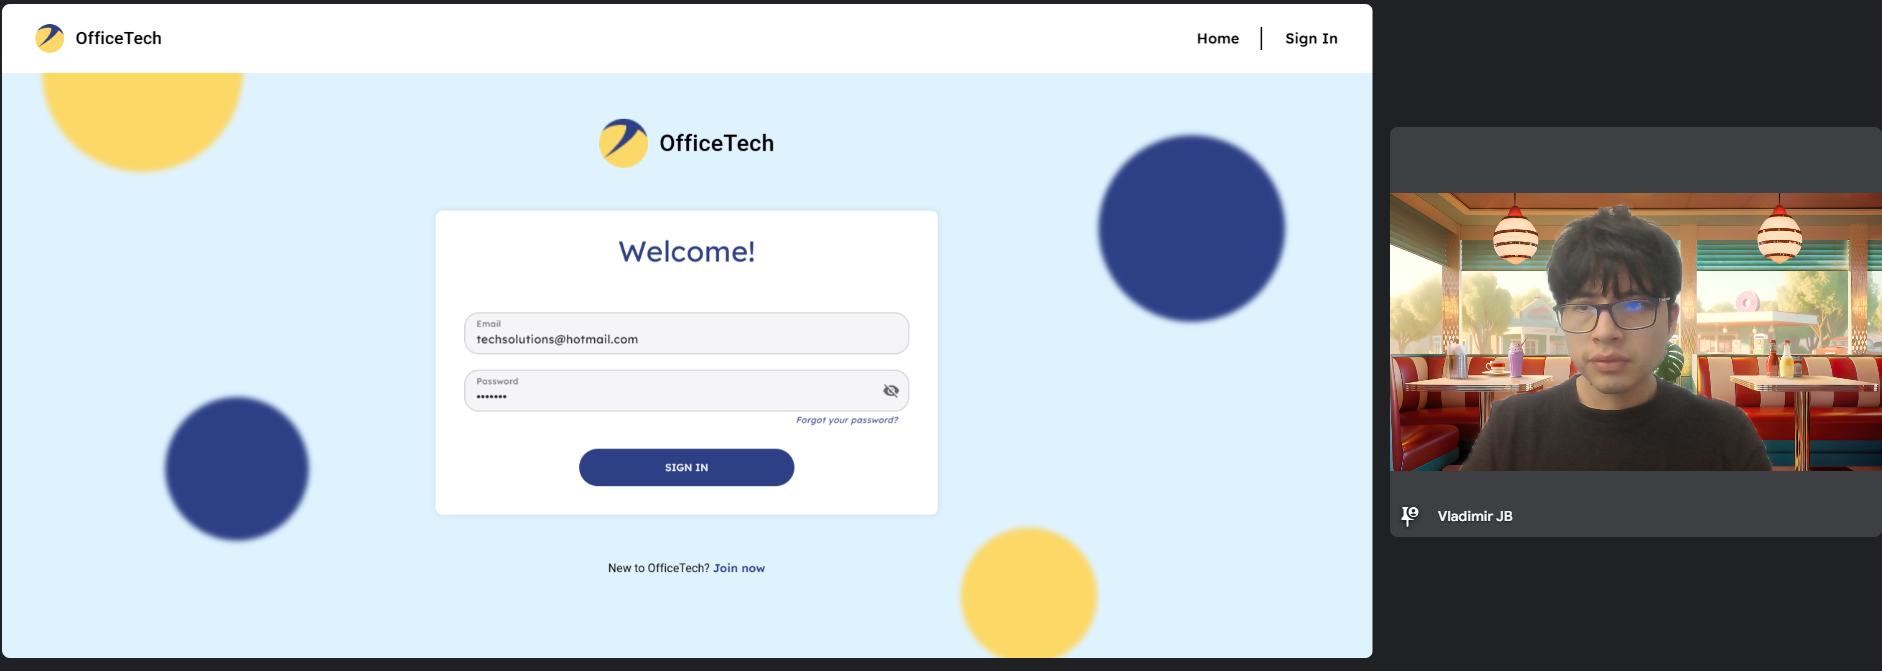 OfficeTech
Home
Sign In
OfficeTech
Welcome!
Email
techsolutions@hotmail.com
Password
•••••••
Forgot your password?
SIGN IN
New to OfficeTech? Join now
Vladimir JB